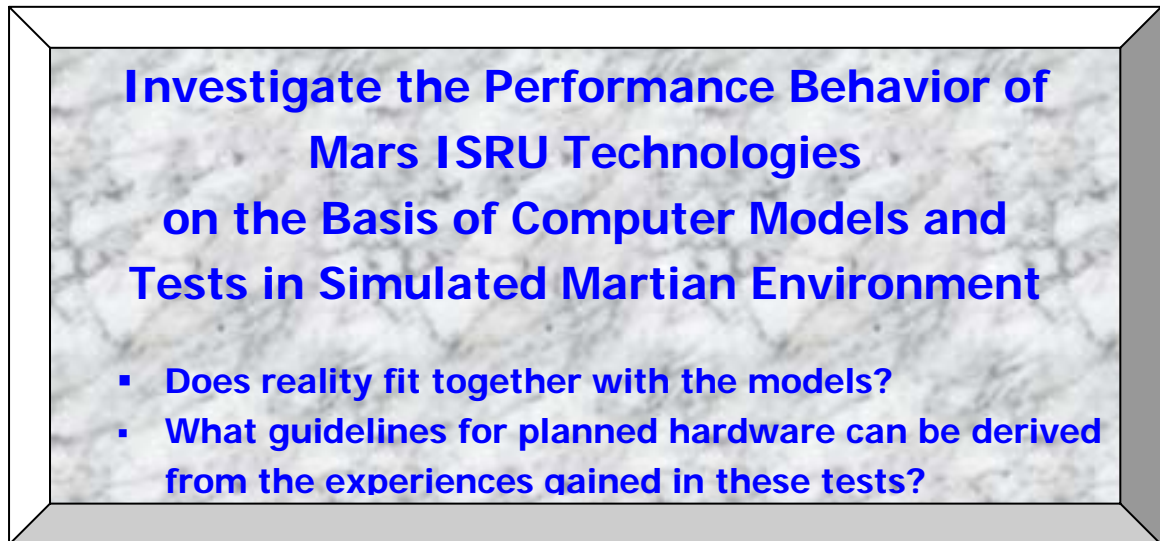 Investigate the Performance Behavior of
Mars ISRU Technologies
on the Basis of Computer Models and
Tests in Simulated Martian Environment
▪ Does reality fit together with the models?
▪ What guidelines for planned hardware can be derived
from the experiences gained in these tests?